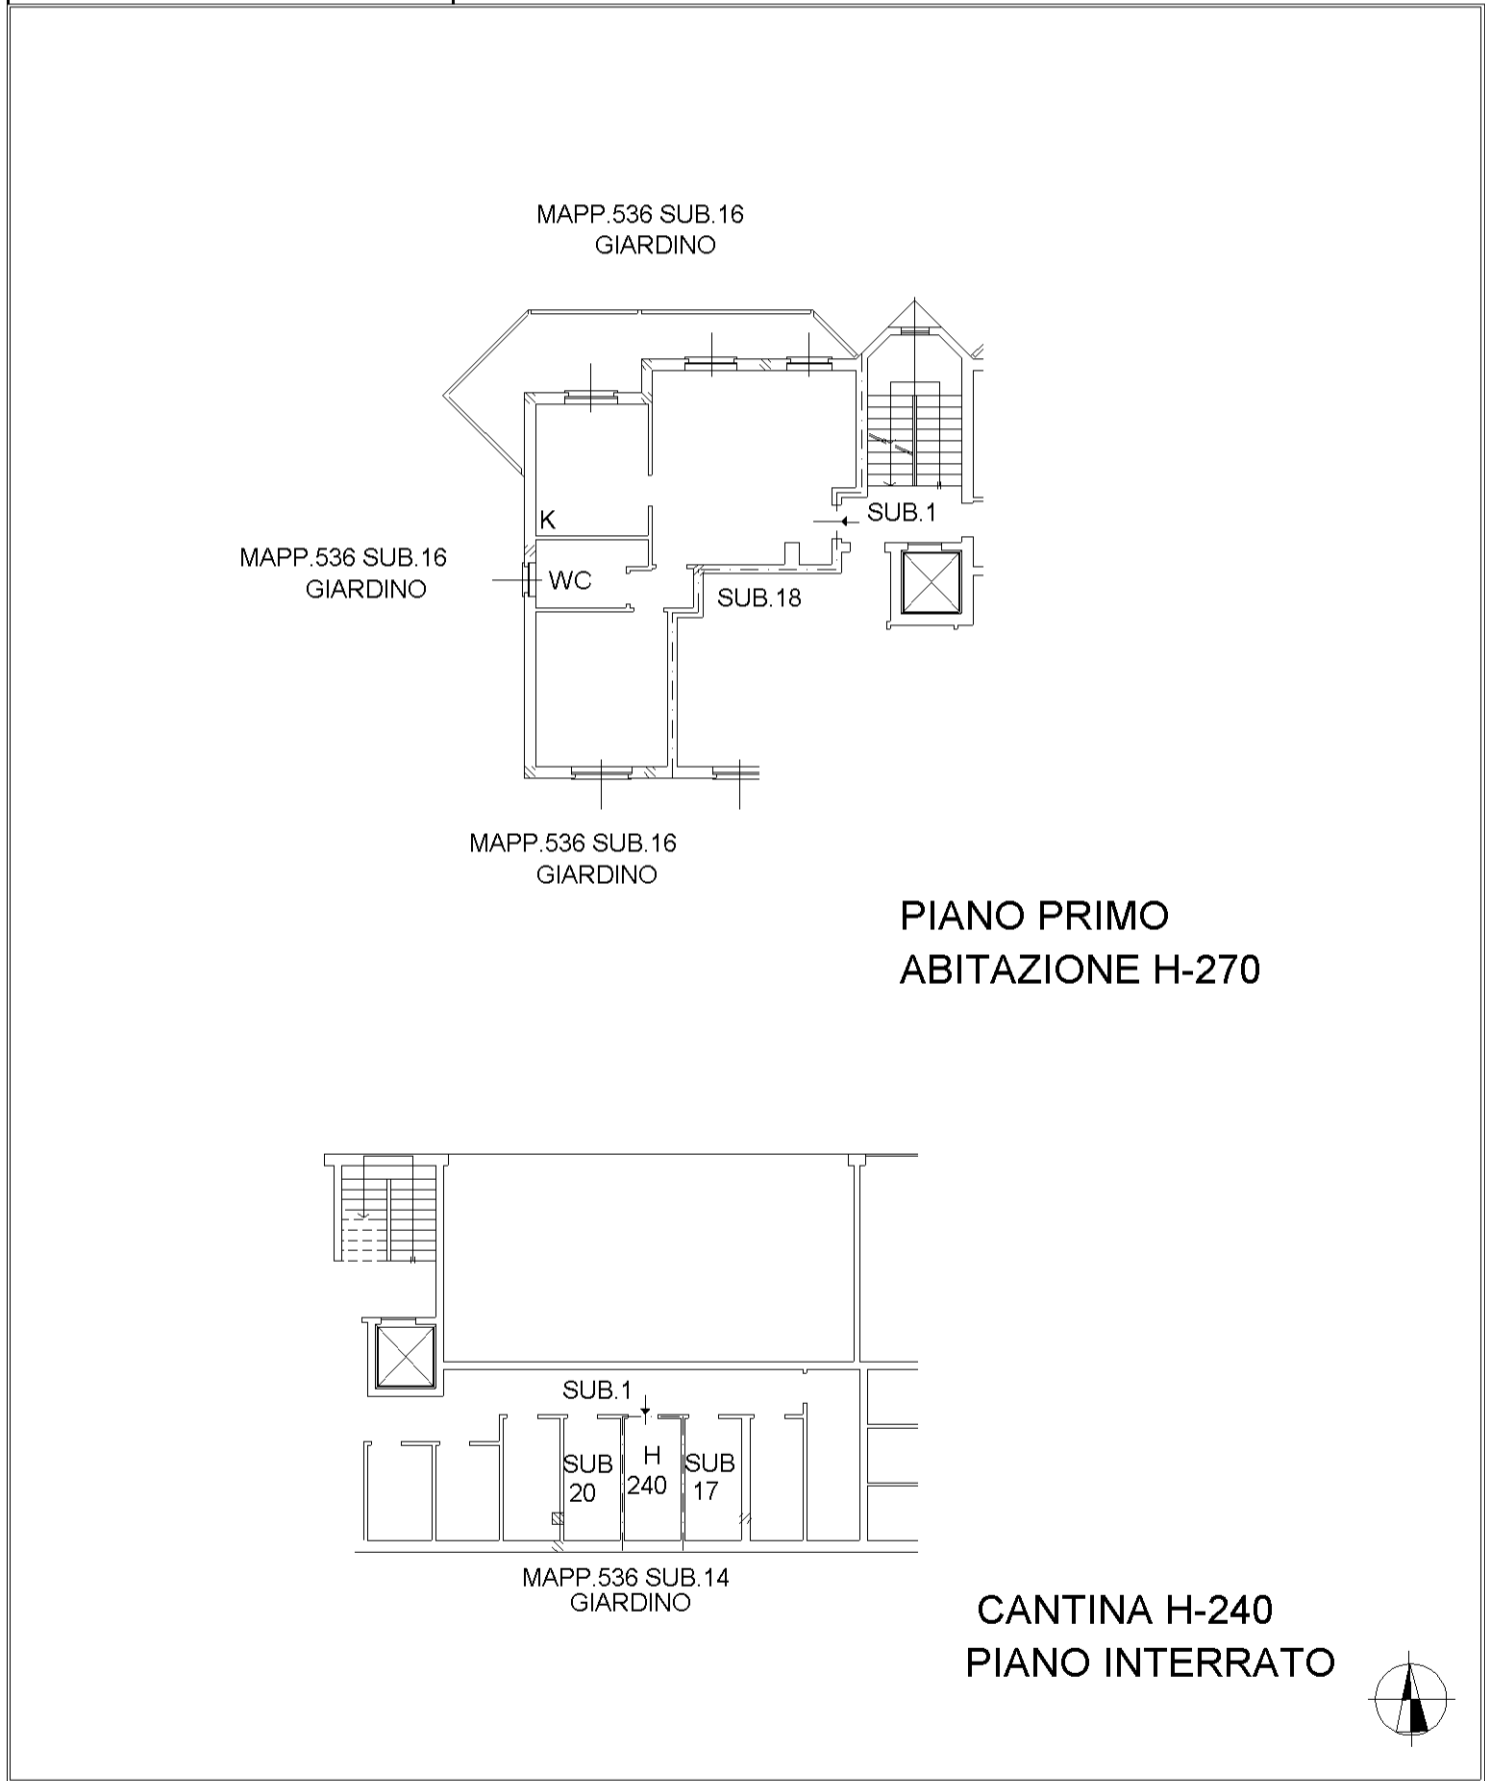 MAPP.536 SUB.16
GIARDINO
SUB.1
K
MAPP.536 SUB.16
GIARDINO
WC
SUB.18
MAPP.536 SUB.16
GIARDINO
PIANO PRIMO
ABITAZIONE H-270
SUB.1
SUB
20
H
240
SUB
17
MAPP.536 SUB.14
GIARDINO
CANTINA H-240
PIANO INTERRATO